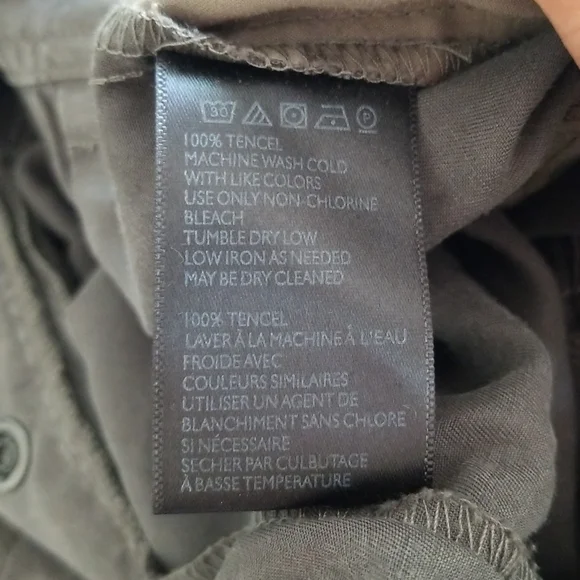 30 P
100% TENCEL
MACHINE WASH COLD
WITH LIKE COLORS
USE ONLY NON-CHLORINE
BLEACH
TUMBLE DRY LOW
LOW IRON AS NEEDED
MAY BE DRY CLEANED
100% TENCEL
LAVER À LA MACHINE À L'EAU
FROIDE AVEC
COULEURS SIMILAIRES
UTILISER UN AGENT DE
BLANCHIMENT SANS CHLORE
SI NÉCESSAIRE
SECHER PAR CULBUTAGE
À BASSE TEMPERATURE